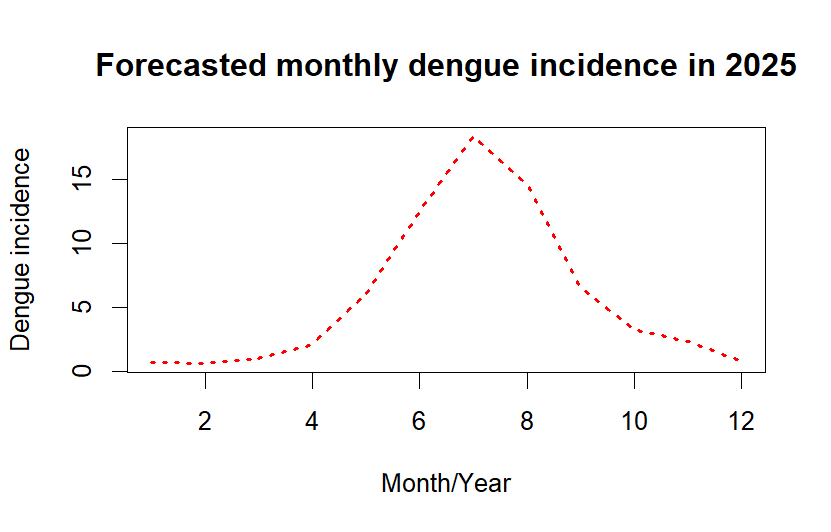 Forecasted monthly dengue incidence in 2025
Dengue incidence
15
10
5
0
2 4 6 8 10 12
Month/Year